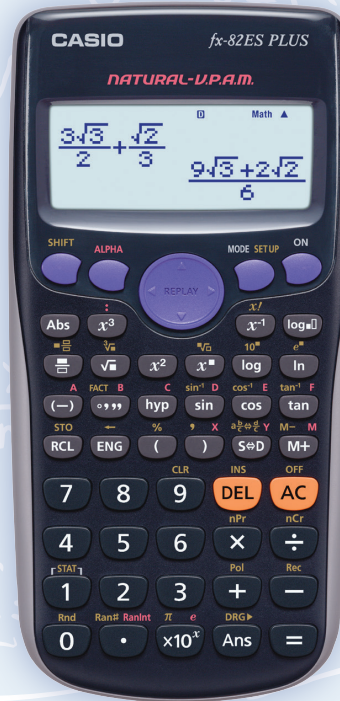 CASIO fx-82ES PLUS
NATURAL-V.P.A.M.
D Math ▲
3√3/2+√2/3
9√3+2√2/6
SHIFT ALPHA MODE SETUP ON
REPLAY
: x!
Abs x³ x⁻¹ log■□
■⌸ ³√■ ■√□ 10■ e■
√■ x² x■ log ln
A FACT B C sin⁻¹ D cos⁻¹ E tan⁻¹ F
(−) °,,, hyp sin cos tan
STO ← % , X a b/c⇔d/c Y M− M
RCL ENG ( ) S⇔D M+
CLR INS OFF
7 8 9 DEL AC
nPr nCr
4 5 6 × ÷
STAT Pol Rec
1 2 3 + −
Rnd Ran# RanInt π e DRG▶
0 . ×10ˣ Ans =